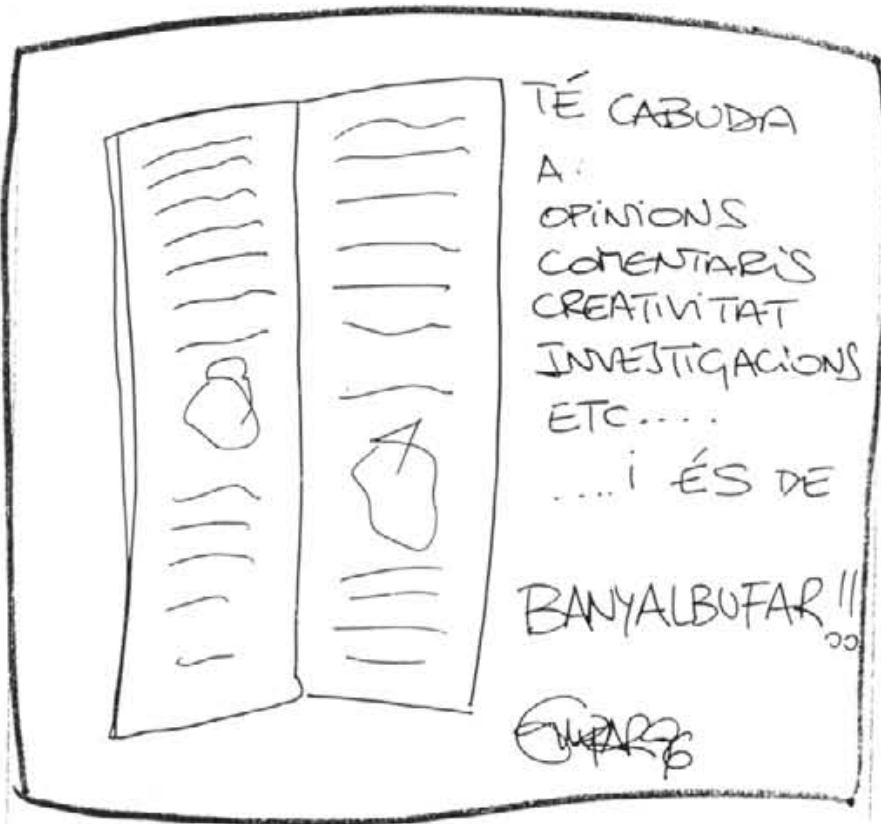 TÉ CABUDA
A:
OPINIONS
COMENTARIS
CREATIVITAT
INVESTIGACIONS
ETC....
....i ÉS DE
BANYALBUFAR!!